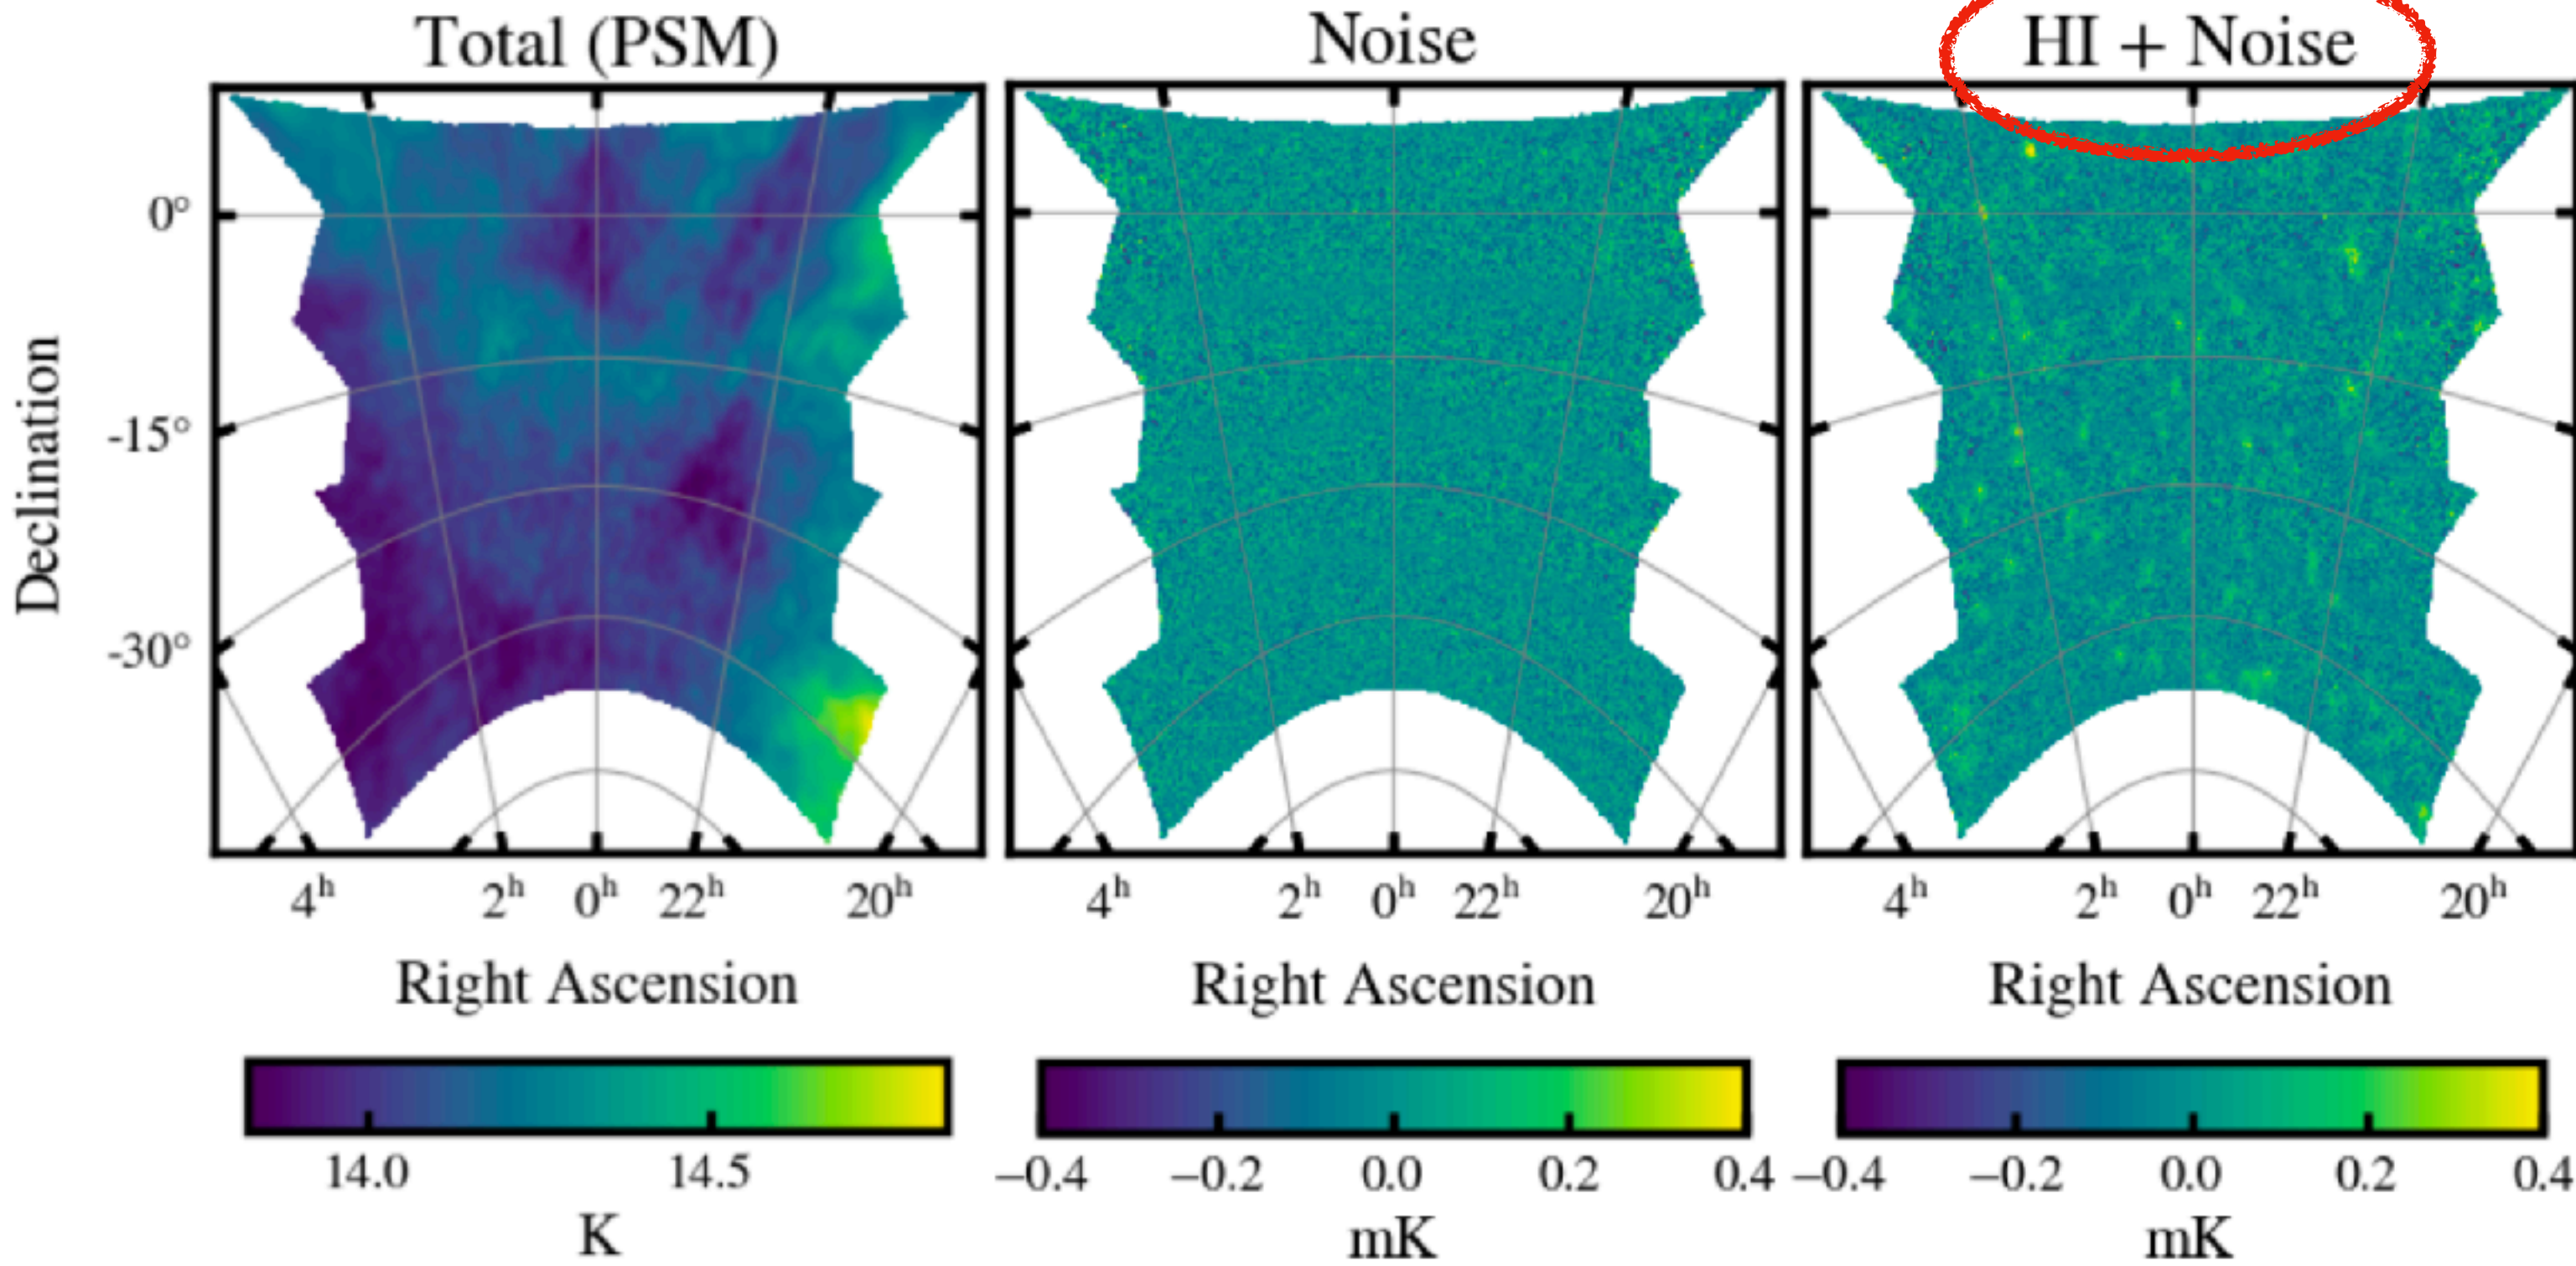 Total (PSM)
Noise
HI + Noise
Declination
0°
-15°
-30°
4h 2h 0h 22h 20h
4h 2h 0h 22h 20h
4h 2h 0h 22h 20h
Right Ascension
Right Ascension
Right Ascension
14.0 14.5
−0.4 −0.2 0.0 0.2 0.4
−0.4 −0.2 0.0 0.2 0.4
K
mK
mK